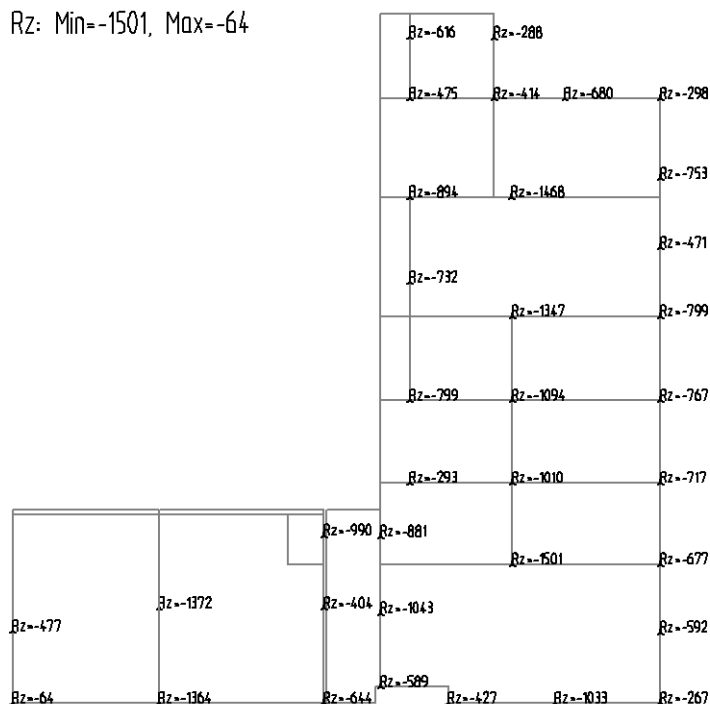 Rz: Min=-1501, Max=-64
Rz=-616 Rz=-288
Rz=-475 Rz=-414 Rz=-680 Rz=-298
Rz=-753
Rz=-894 Rz=-1468
Rz=-471
Rz=-732
Rz=-1347 Rz=-799
Rz=-799 Rz=-1094 Rz=-767
Rz=-293 Rz=-1010 Rz=-717
Rz=-990 Rz=-881
Rz=-1501 Rz=-677
Rz=-1372 Rz=-404 Rz=-1043
Rz=-477 Rz=-592
Rz=-589
Rz=-64 Rz=-1364 Rz=-644 Rz=-427 Rz=-1033 Rz=-267